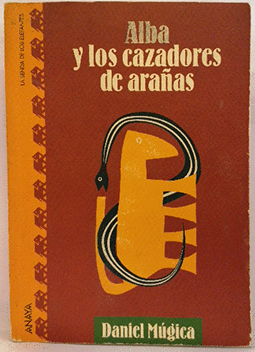 Alba
y los cazadores
de arañas
LA SENDA DE LOS ELEFANTES
ANAYA
Daniel Múgica